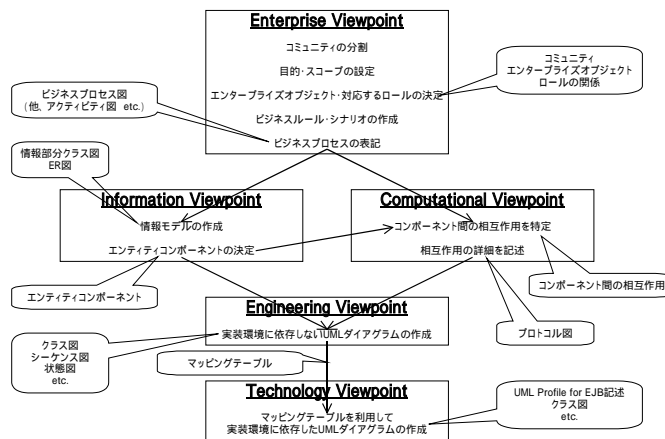 Enterprise Viewpoint
コミュニティの分割
目的・スコープの設定
エンタープライズオブジェクト・対応するロールの決定
ビジネスルール・シナリオの作成
ビジネスプロセスの表記
コミュニティ
エンタープライズオブジェクト
ロールの関係
ビジネスプロセス図
(他、アクティビティ図 etc.)
情報部分クラス図
ER図
Information Viewpoint
情報モデルの作成
エンティティコンポーネントの決定
Computational Viewpoint
コンポーネント間の相互作用を特定
相互作用の詳細を記述
エンティティコンポーネント
コンポーネント間の相互作用
プロトコル図
Engineering Viewpoint
実装環境に依存しないUMLダイアグラムの作成
クラス図
シーケンス図
状態図
etc.
マッピングテーブル
Technology Viewpoint
マッピングテーブルを利用して
実装環境に依存したUMLダイアグラムの作成
UML Profile for EJB記述
クラス図
etc.